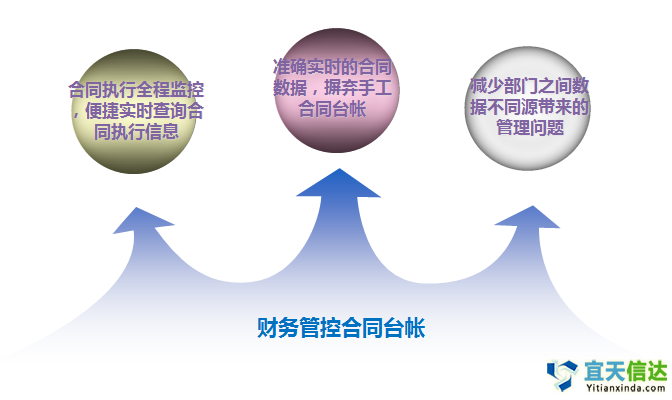 合同执行全程监控
，便捷实时查询合
同执行信息
准确实时的合同
数据，摒弃手工
合同台帐
减少部门之间数
据不同源带来的
管理问题
财务管控合同台帐
宜天信达
Yitianxinda.com